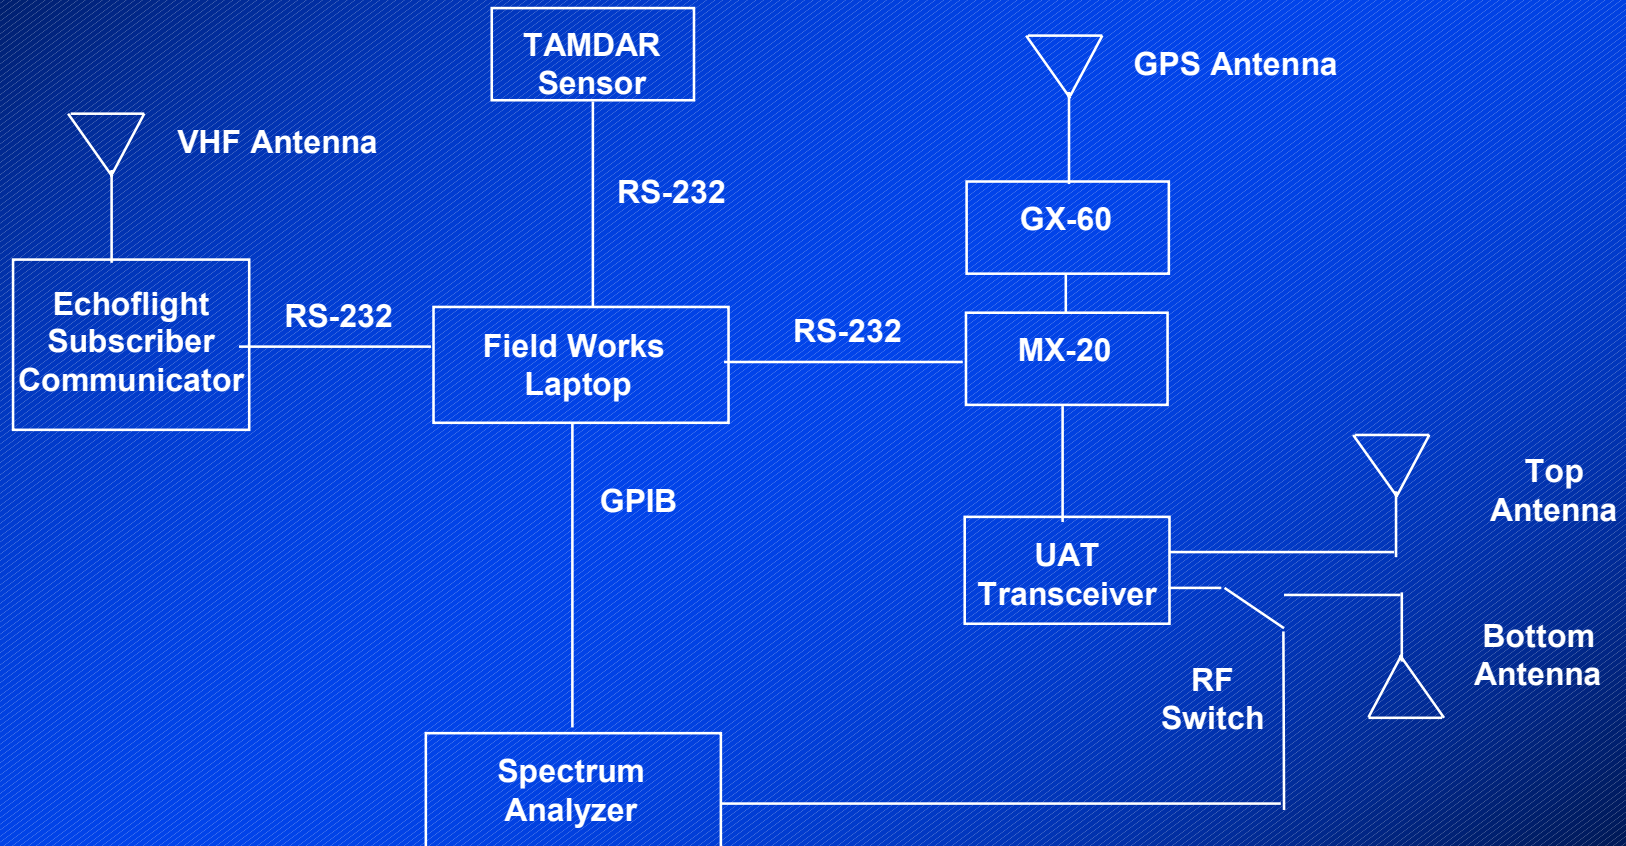 TAMDAR
Sensor
GPS Antenna
VHF Antenna
RS-232
GX-60
Echoflight
Subscriber
Communicator
RS-232
Field Works
Laptop
RS-232
MX-20
GPIB
Top
Antenna
UAT
Transceiver
Bottom
Antenna
RF
Switch
Spectrum
Analyzer